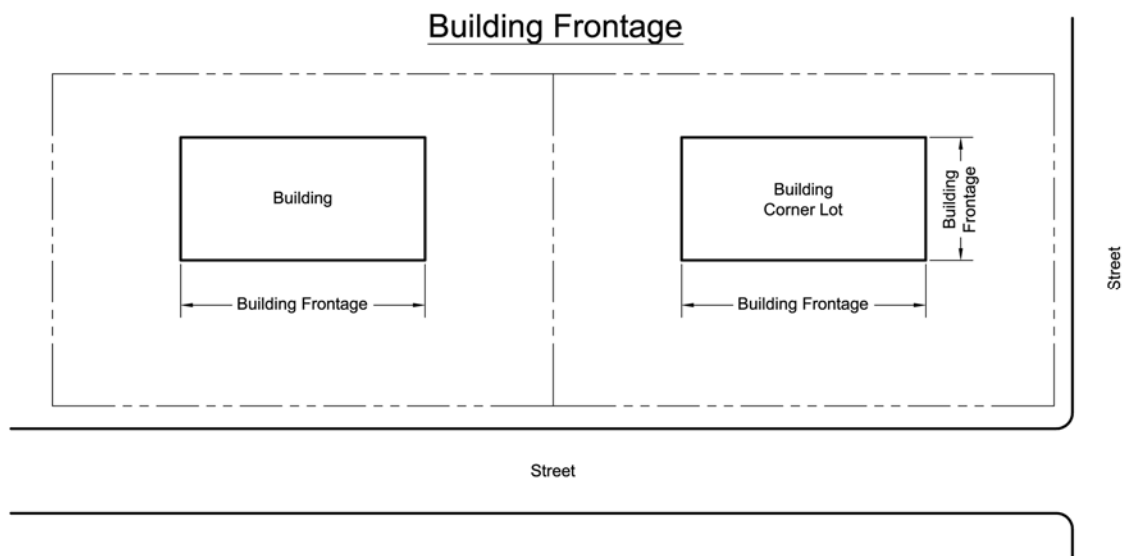 Building Frontage
Building
Building
Corner Lot
Building
Frontage
Building Frontage
Building Frontage
Street
Street